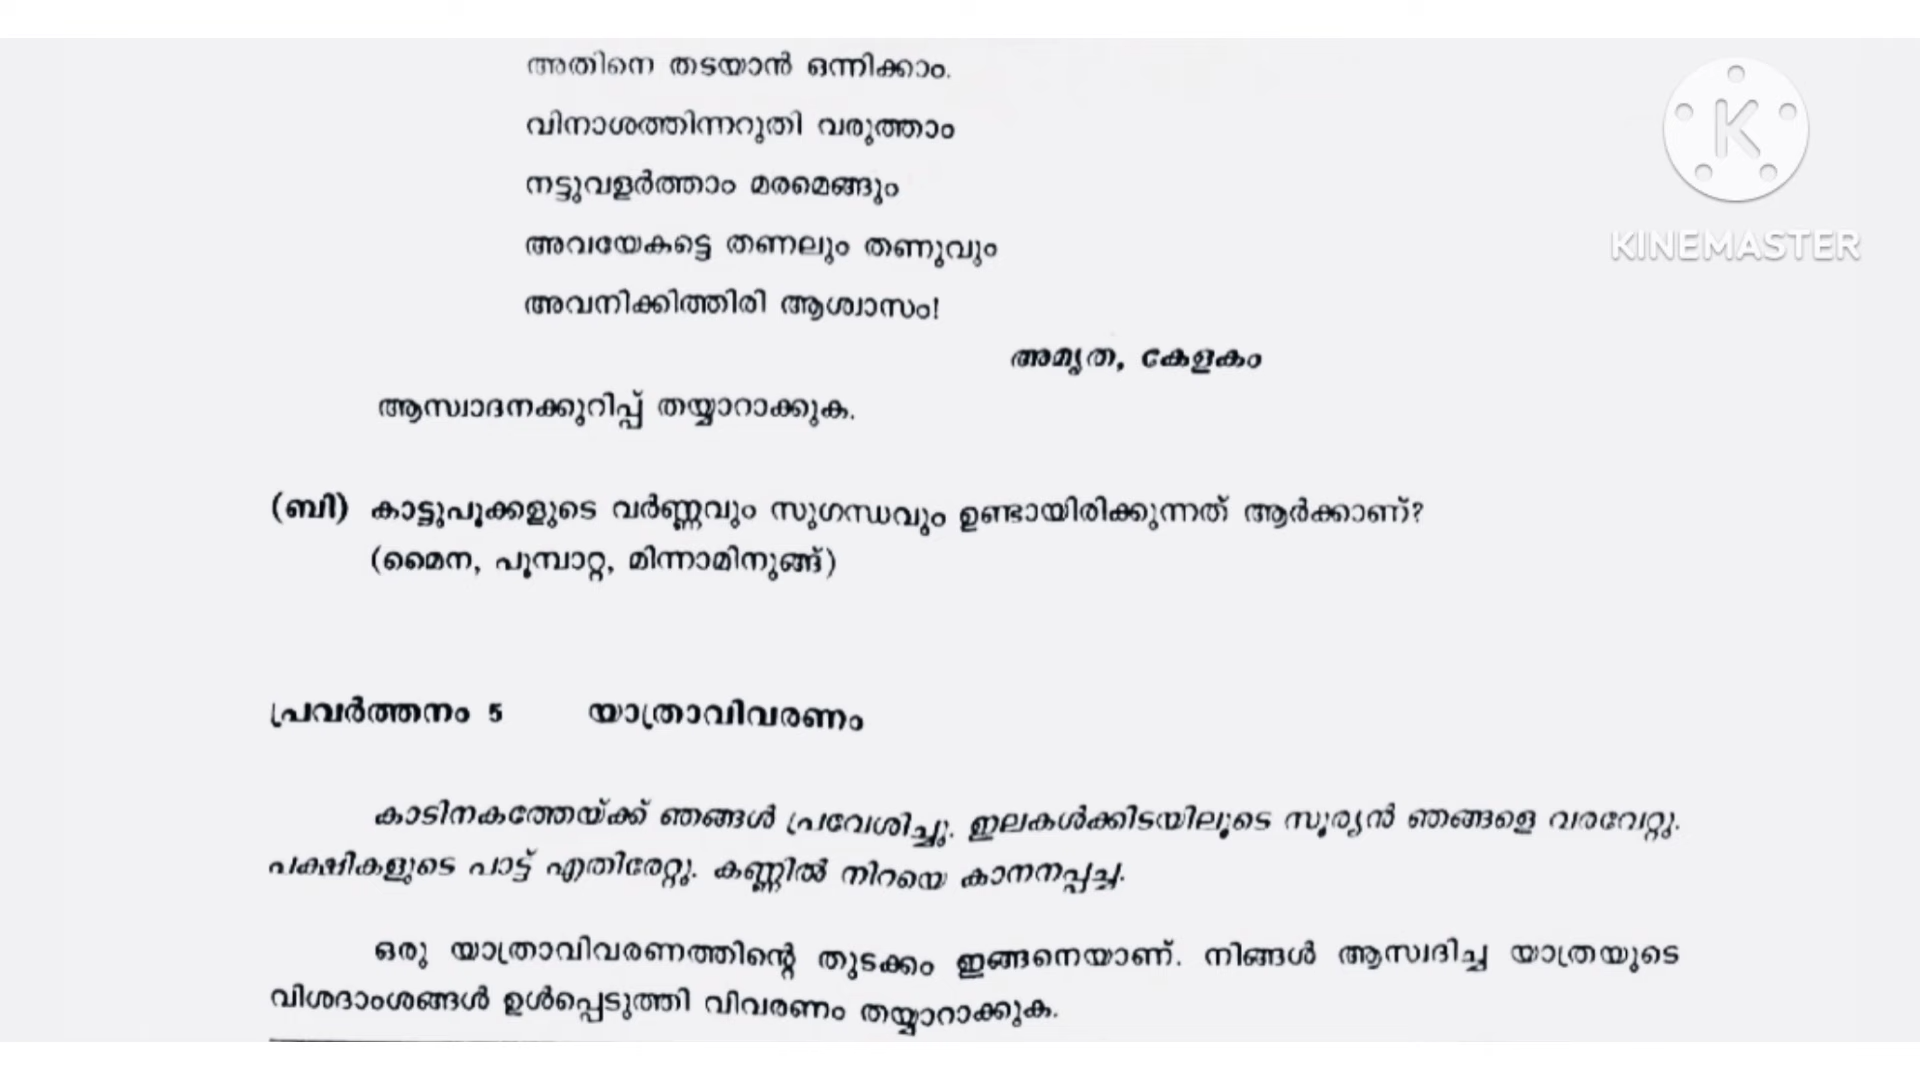 അതിനെ തടയാൻ ഒന്നിക്കാം.
വിനാശത്തിന്നറുതി വരുത്താം
നട്ടുവളർത്താം മരമെങ്ങും
അവയേകട്ടെ തണലും തണുവും
അവനിക്കിത്തിരി ആശ്വാസം!
അമൃത, കേളകം
ആസ്വാദനക്കുറിപ്പ് തയ്യാറാക്കുക.
(ബി) കാട്ടുപൂക്കളുടെ വർണ്ണവും സുഗന്ധവും ഉണ്ടായിരിക്കുന്നത് ആർക്കാണ്?
(മൈന, പൂമ്പാറ്റ, മിന്നാമിനുങ്ങ്)
പ്രവർത്തനം 5 യാത്രാവിവരണം
കാടിനകത്തേയ്ക്ക് ഞങ്ങൾ പ്രവേശിച്ചു. ഇലകൾക്കിടയിലൂടെ സൂര്യൻ ഞങ്ങളെ വരവേറ്റു.
പക്ഷികളുടെ പാട്ട് എതിരേറ്റു. കണ്ണിൽ നിറയെ കാനനപ്പച്ച.
ഒരു യാത്രാവിവരണത്തിന്റെ തുടക്കം ഇങ്ങനെയാണ്. നിങ്ങൾ ആസ്വദിച്ച യാത്രയുടെ
വിശദാംശങ്ങൾ ഉൾപ്പെടുത്തി വിവരണം തയ്യാറാക്കുക.
K
KINEMASTER